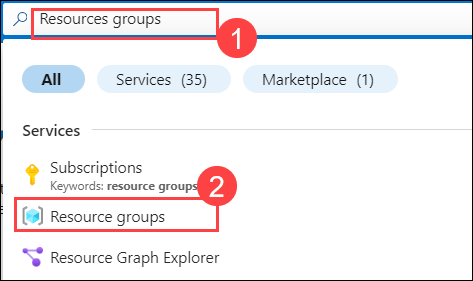 Resources groups
1
All Services (35) Marketplace (1)
Services
Subscriptions
Keywords: resource groups
2
Resource groups
Resource Graph Explorer